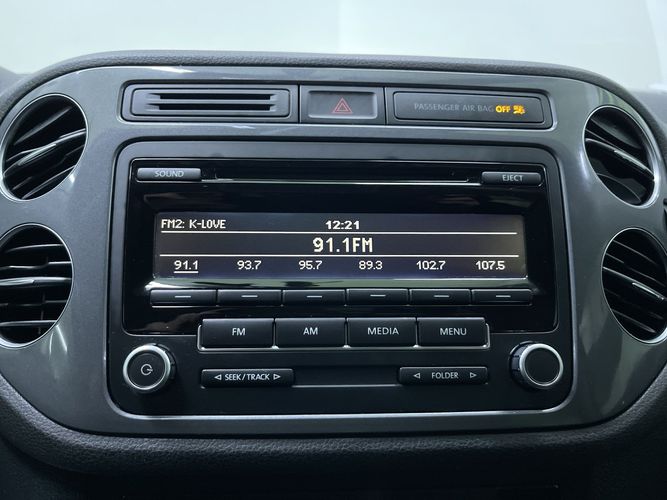 PASSENGER AIR BAG OFF
SOUND
EJECT
FM2: K-LOVE 12:21
91.1FM
91.1 93.7 95.7 89.3 102.7 107.5
FM AM MEDIA MENU
SEEK/TRACK FOLDER